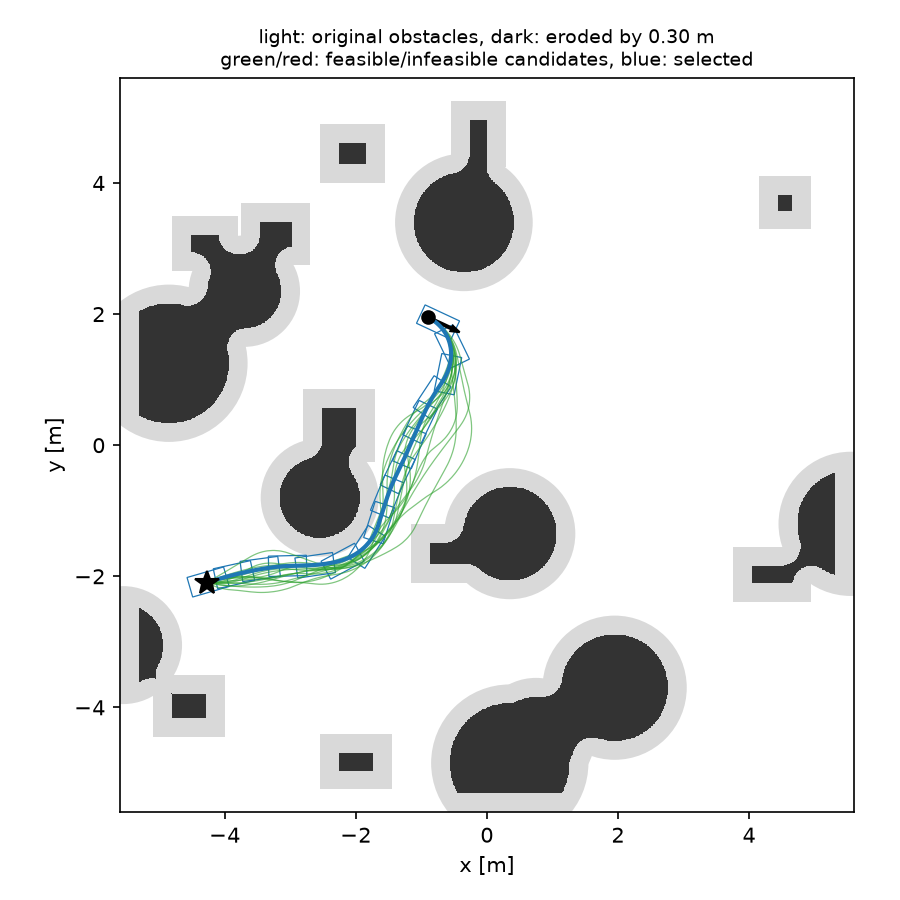 light: original obstacles, dark: eroded by 0.30 m
green/red: feasible/infeasible candidates, blue: selected
4
2
0
−2
−4
y [m]
−4 −2 0 2 4
x [m]